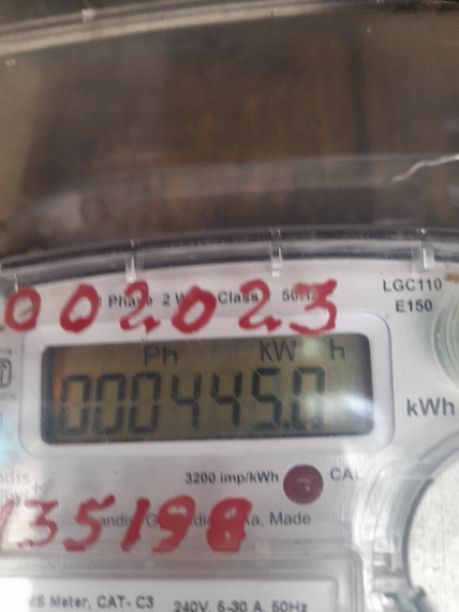 LGC110
002023
Phase 2 W Class 50Hz
E150
Ph KW h
000445.0
kWh
3200 imp/kWh CAL
135198
Made
Meter, CAT- C3 240V, 5-30 A, 50Hz